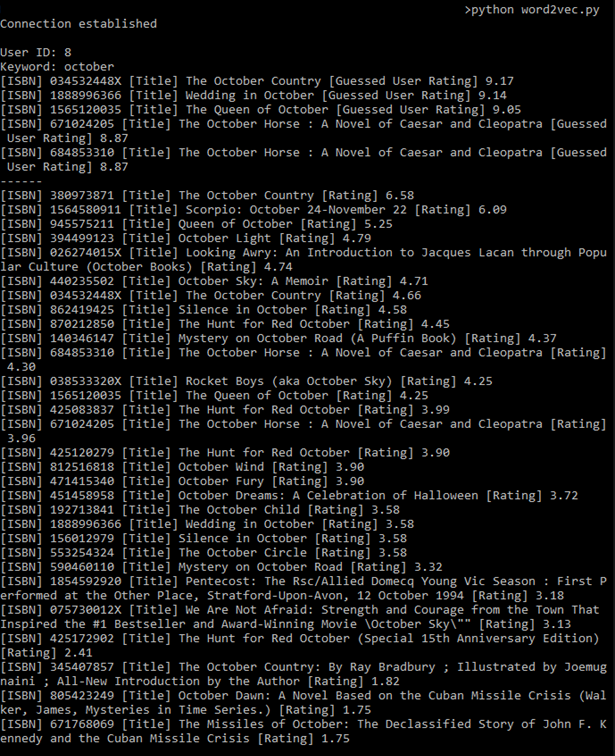 >python word2vec.py
Connection established
User ID: 8
Keyword: october
[ISBN] 034532448X [Title] The October Country [Guessed User Rating] 9.17
[ISBN] 1888996366 [Title] Wedding in October [Guessed User Rating] 9.14
[ISBN] 1565120035 [Title] The Queen of October [Guessed User Rating] 9.05
[ISBN] 671024205 [Title] The October Horse : A Novel of Caesar and Cleopatra [Guessed
 User Rating] 8.87
[ISBN] 684853310 [Title] The October Horse : A Novel of Caesar and Cleopatra [Guessed
 User Rating] 8.87
------
[ISBN] 380973871 [Title] The October Country [Rating] 6.58
[ISBN] 1564580911 [Title] Scorpio: October 24-November 22 [Rating] 6.09
[ISBN] 945575211 [Title] Queen of October [Rating] 5.25
[ISBN] 394499123 [Title] October Light [Rating] 4.79
[ISBN] 026274015X [Title] Looking Awry: An Introduction to Jacques Lacan through Popu
lar Culture (October Books) [Rating] 4.74
[ISBN] 440235502 [Title] October Sky: A Memoir [Rating] 4.71
[ISBN] 034532448X [Title] The October Country [Rating] 4.66
[ISBN] 862419425 [Title] Silence in October [Rating] 4.58
[ISBN] 870212850 [Title] The Hunt for Red October [Rating] 4.45
[ISBN] 140346147 [Title] Mystery on October Road (A Puffin Book) [Rating] 4.37
[ISBN] 684853310 [Title] The October Horse : A Novel of Caesar and Cleopatra [Rating]
 4.30
[ISBN] 038533320X [Title] Rocket Boys (aka October Sky) [Rating] 4.25
[ISBN] 1565120035 [Title] The Queen of October [Rating] 4.25
[ISBN] 425083837 [Title] The Hunt for Red October [Rating] 3.99
[ISBN] 671024205 [Title] The October Horse : A Novel of Caesar and Cleopatra [Rating]
 3.96
[ISBN] 425120279 [Title] The Hunt for Red October [Rating] 3.90
[ISBN] 812516818 [Title] October Wind [Rating] 3.90
[ISBN] 471415340 [Title] October Fury [Rating] 3.90
[ISBN] 451458958 [Title] October Dreams: A Celebration of Halloween [Rating] 3.72
[ISBN] 192713841 [Title] The October Child [Rating] 3.58
[ISBN] 1888996366 [Title] Wedding in October [Rating] 3.58
[ISBN] 156012979 [Title] Silence in October [Rating] 3.58
[ISBN] 553254324 [Title] The October Circle [Rating] 3.58
[ISBN] 590460110 [Title] Mystery on October Road [Rating] 3.32
[ISBN] 1854592920 [Title] Pentecost: The Rsc/Allied Domecq Young Vic Season : First P
erformed at the Other Place, Stratford-Upon-Avon, 12 October 1994 [Rating] 3.18
[ISBN] 075730012X [Title] We Are Not Afraid: Strength and Courage from the Town That
Inspired the #1 Bestseller and Award-Winning Movie \October Sky\"" [Rating] 3.13
[ISBN] 425172902 [Title] The Hunt for Red October (Special 15th Anniversary Edition)
[Rating] 2.41
[ISBN] 345407857 [Title] The October Country: By Ray Bradbury ; Illustrated by Joemug
naini ; All-New Introduction by the Author [Rating] 1.82
[ISBN] 805423249 [Title] October Dawn: A Novel Based on the Cuban Missile Crisis (Wal
ker, James, Mysteries in Time Series.) [Rating] 1.75
[ISBN] 671768069 [Title] The Missiles of October: The Declassified Story of John F. K
ennedy and the Cuban Missile Crisis [Rating] 1.75